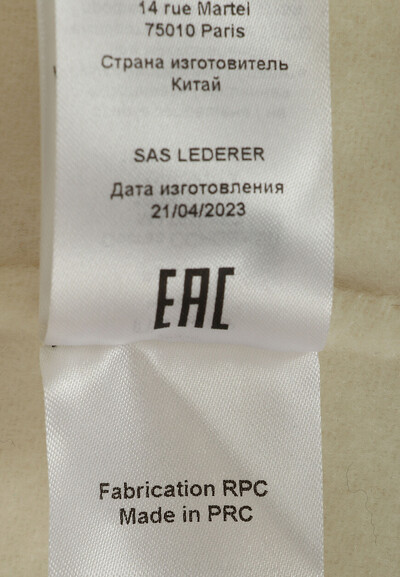 14 rue Martel
75010 Paris
Страна изготовитель
Китай
SAS LEDERER
Дата изготовления
21/04/2023
EAC
Fabrication RPC
Made in PRC